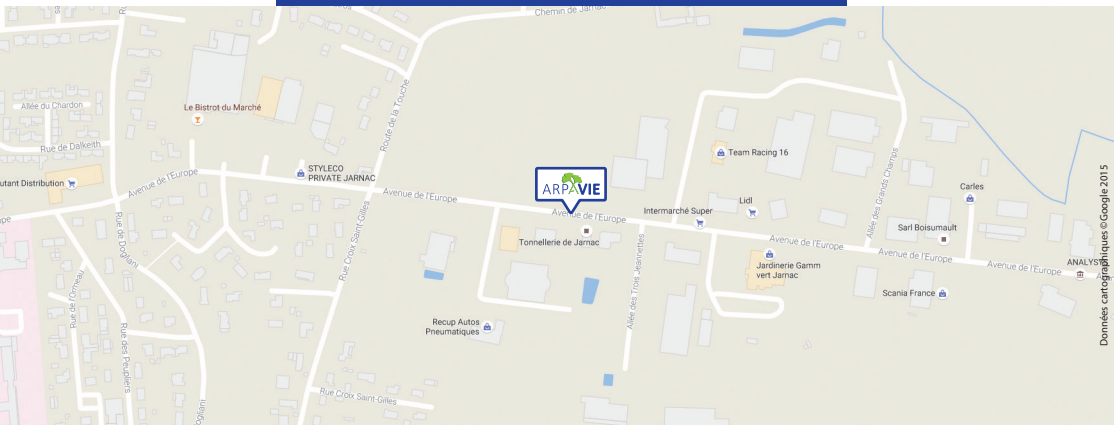 Chemin de Jarnac
Le Bistrot du Marché
Allée du Chardon
Route de la Touche
Rue de Dalkeith
Team Racing 16
STYLECO
PRIVATE JARNAC
utant Distribution
Avenue de l'Europe
Avenue de l'Europe
ARPAVIE
Avenue de l'Europe
Carles
Lidl
Intermarché Super
Allée des Grands Champs
Sarl Boisumault
Rue de Dogliani
Rue Croix Saint-Gilles
Tonnellerie de Jarnac
Avenue de l'Europe
Avenue de l'Europe
Avenue de l'Europe
ANALYST
Jardinerie Gamm
vert Jarnac
Scania France
Rue de l'Ormeau
Allée des Trois Jeannettes
Recup Autos
Pneumatiques
Rue des Peupliers
Rue Croix Saint-Gilles
ogliani
Données cartographiques ©Google 2015